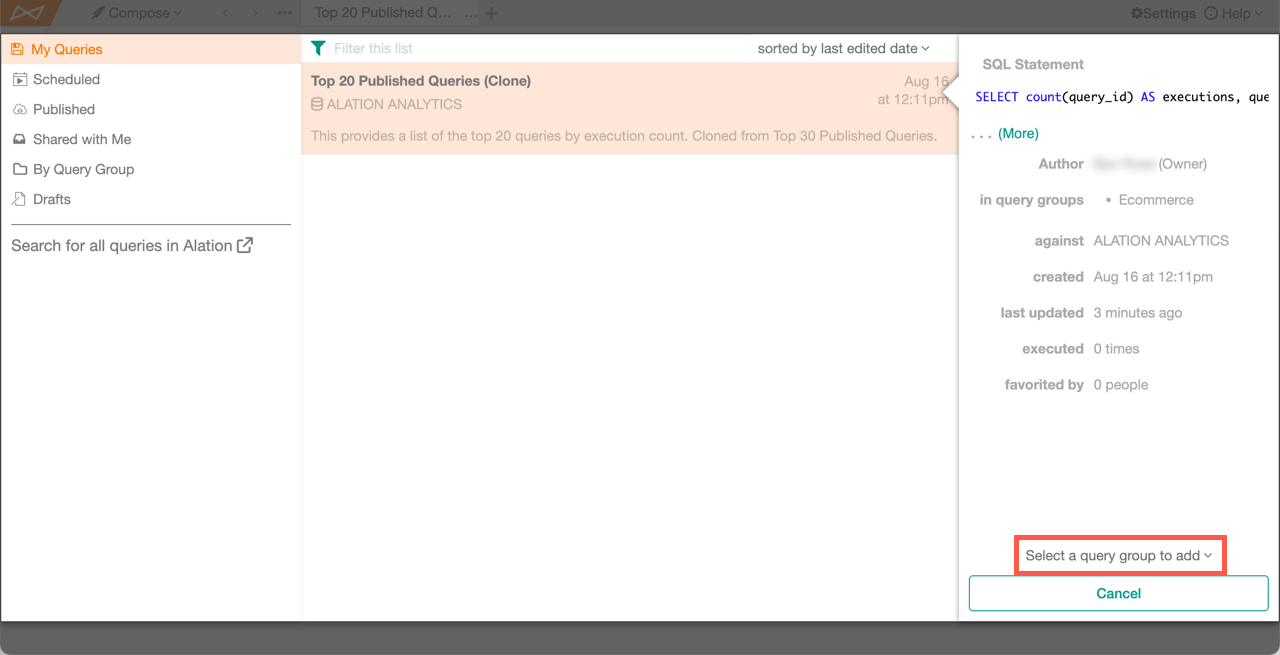 Compose
Top 20 Published Q... ...
Settings
Help
My Queries
Scheduled
Published
Shared with Me
By Query Group
Drafts
Search for all queries in Alation
Filter this list
sorted by last edited date
Top 20 Published Queries (Clone)
Aug 16
at 12:11pm
ALATION ANALYTICS
This provides a list of the top 20 queries by execution count. Cloned from Top 30 Published Queries.
SQL Statement
SELECT count(query_id) AS executions, que
... (More)
Author (Owner)
in query groups • Ecommerce
against ALATION ANALYTICS
created Aug 16 at 12:11pm
last updated 3 minutes ago
executed 0 times
favorited by 0 people
Select a query group to add
Cancel